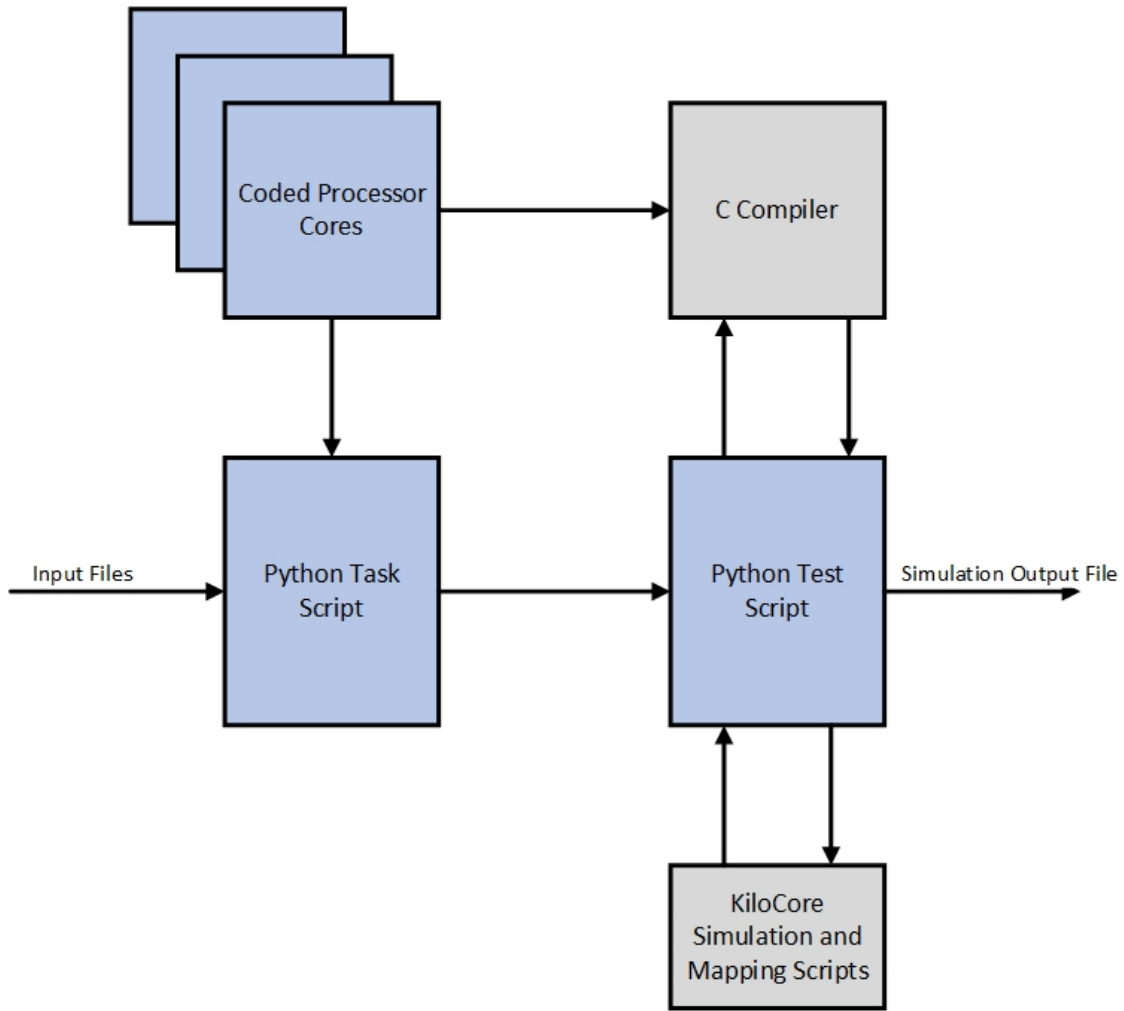 Coded Processor
Cores
C Compiler
Input Files
Python Task
Script
Python Test
Script
Simulation Output File
KiloCore
Simulation and
Mapping Scripts